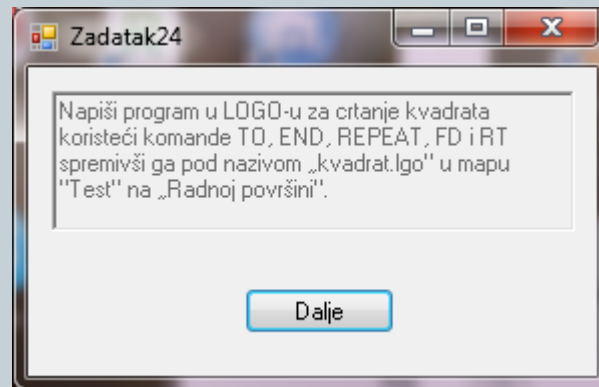 Zadatak24
Napiši program u LOGO-u za crtanje kvadrata
koristeći komande TO, END, REPEAT, FD i RT
spremivši ga pod nazivom „kvadrat.lgo" u mapu
"Test" na „Radnoj površini".
Dalje